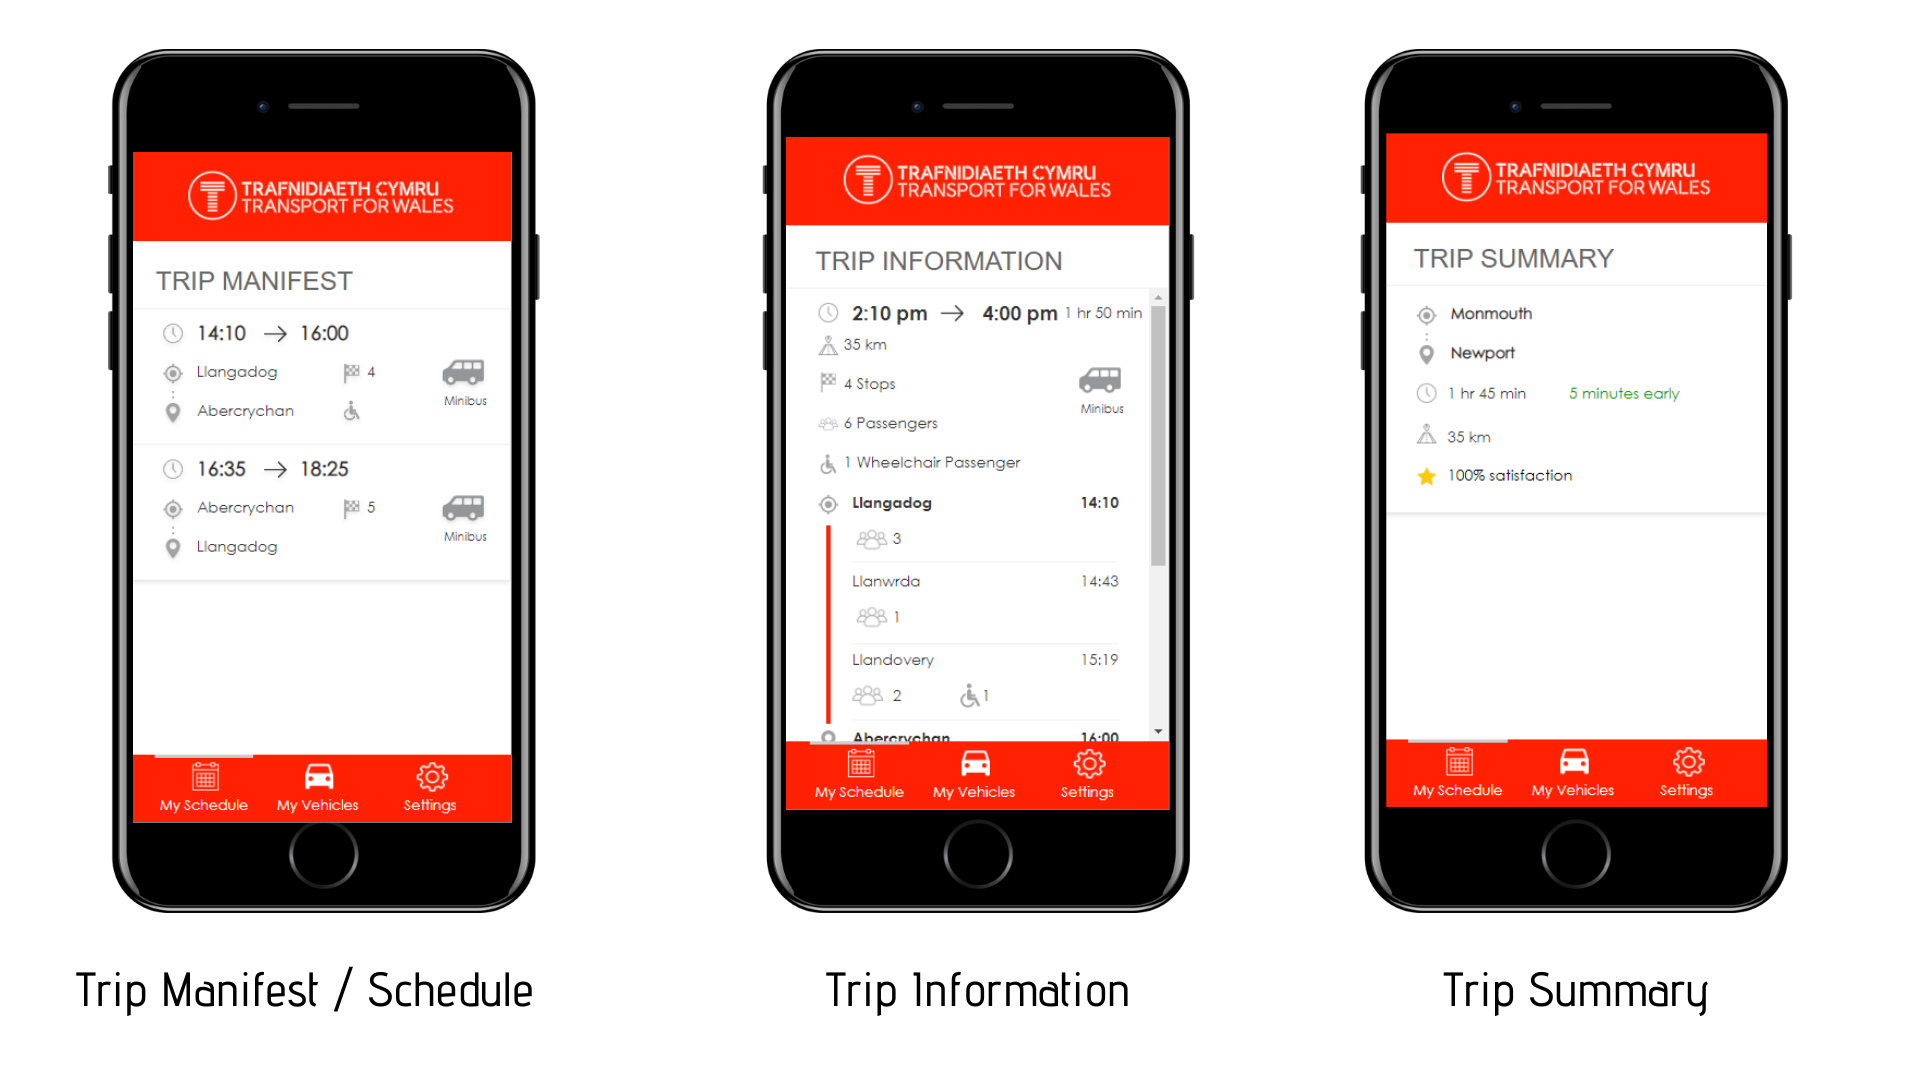 TRAFNIDIAETH CYMRU
TRANSPORT FOR WALES
TRIP MANIFEST
14:10 → 16:00
Llangadog 4
Abercrychan
Minibus
16:35 → 18:25
Abercrychan 5
Llangadog
Minibus
My Schedule My Vehicles Settings
Trip Manifest / Schedule
TRAFNIDIAETH CYMRU
TRANSPORT FOR WALES
TRIP INFORMATION
2:10 pm → 4:00 pm 1 hr 50 min
35 km
4 Stops
Minibus
6 Passengers
1 Wheelchair Passenger
Llangadog 14:10
3
Llanwrda 14:43
1
Llandovery 15:19
2 1
Abercrychan 16:00
My Schedule My Vehicles Settings
Trip Information
TRAFNIDIAETH CYMRU
TRANSPORT FOR WALES
TRIP SUMMARY
Monmouth
Newport
1 hr 45 min 5 minutes early
35 km
100% satisfaction
My Schedule My Vehicles Settings
Trip Summary